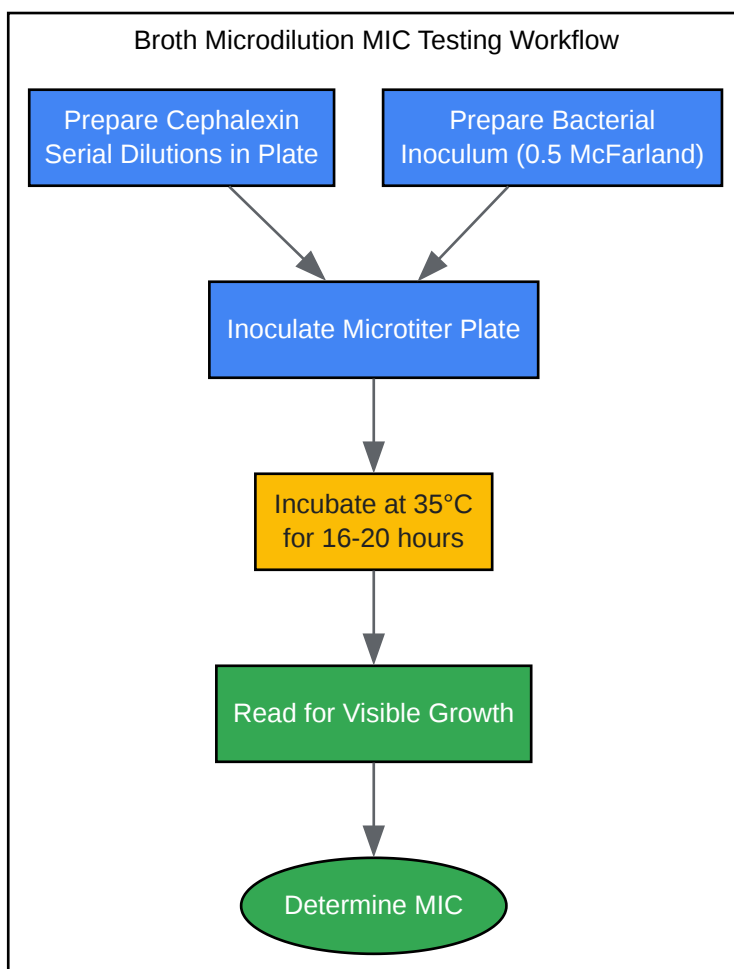 Broth Microdilution MIC Testing Workflow
Prepare Cephalexin
Serial Dilutions in Plate
Prepare Bacterial
Inoculum (0.5 McFarland)
Inoculate Microtiter Plate
Incubate at 35°C
for 16-20 hours
Read for Visible Growth
Determine MIC